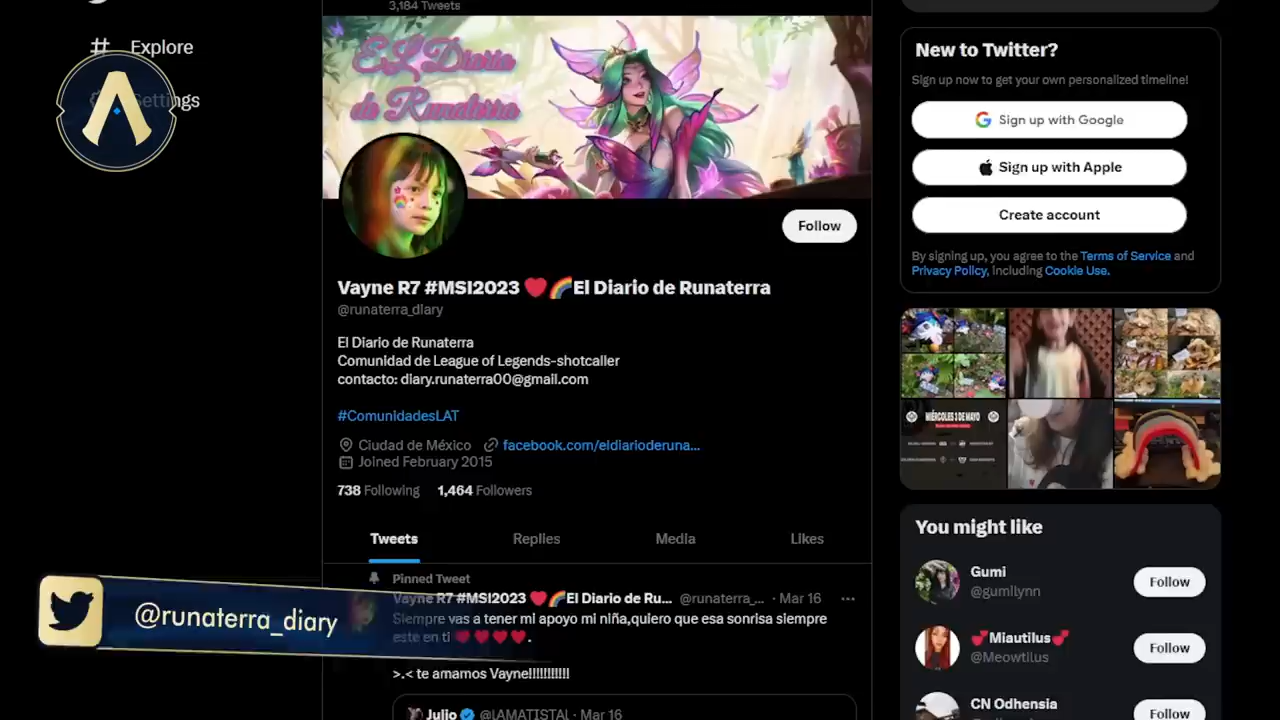 3,184 Tweets
# Explore
Settings
El Diario
de Runaterra
Follow
Vayne R7 #MSI2023 ❤️🌈El Diario de Runaterra
@runaterra_diary
El Diario de Runaterra
Comunidad de League of Legends-shotcaller
contacto: diary.runaterra00@gmail.com
#ComunidadesLAT
Ciudad de México facebook.com/eldiarioderuna...
Joined February 2015
738 Following 1,464 Followers
Tweets Replies Media Likes
Pinned Tweet
Vayne R7 #MSI2023 ❤️🌈El Diario de Ru... @runaterra_... · Mar 16 ...
Siempre vas a tener mi apoyo mi niña,quiero que esa sonrisa siempre
este en ti ❤️❤️❤️❤️.
>.< te amamos Vayne!!!!!!!!!!!
Julio @IAMATISTA! · Mar 16
@runaterra_diary
New to Twitter?
Sign up now to get your own personalized timeline!
Sign up with Google
Sign up with Apple
Create account
By signing up, you agree to the Terms of Service and
Privacy Policy, including Cookie Use.
MIÉRCOLES 3 DE MAYO
You might like
Gumi
@gumilynn
Follow
💕Miautilus💕
@Meowtilus
Follow
CN Odhensia
Follow